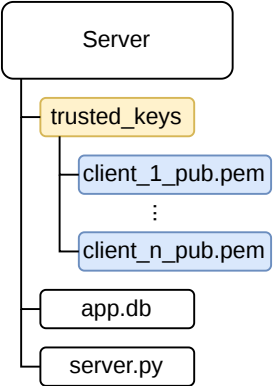 Server
trusted_keys
client_1_pub.pem
⋮
client_n_pub.pem
app.db
server.py